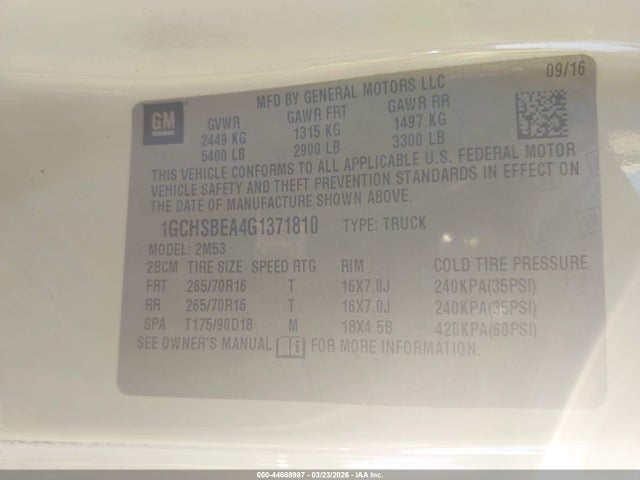 09/16
GM
MFD BY GENERAL MOTORS LLC
GVWR GAWR FRT GAWR RR
2449 KG 1315 KG 1497 KG
5400 LB 2900 LB 3300 LB
THIS VEHICLE CONFORMS TO ALL APPLICABLE U.S. FEDERAL MOTOR
VEHICLE SAFETY AND THEFT PREVENTION STANDARDS IN EFFECT ON
THE DATE OF MANUFACTURE SHOWN ABOVE.
1GCHSBEA4G1371810 TYPE: TRUCK
MODEL: 2M53
2BCM TIRE SIZE SPEED RTG RIM COLD TIRE PRESSURE
FRT 265/70R16 T 16X7.0J 240KPA(35PSI)
RR 265/70R16 T 16X7.0J 240KPA(35PSI)
SPA T175/90D18 M 18X4.5B 420KPA(60PSI)
SEE OWNER'S MANUAL FOR MORE INFORMATION.
000-44668987 - 03/23/2026 - IAA Inc.